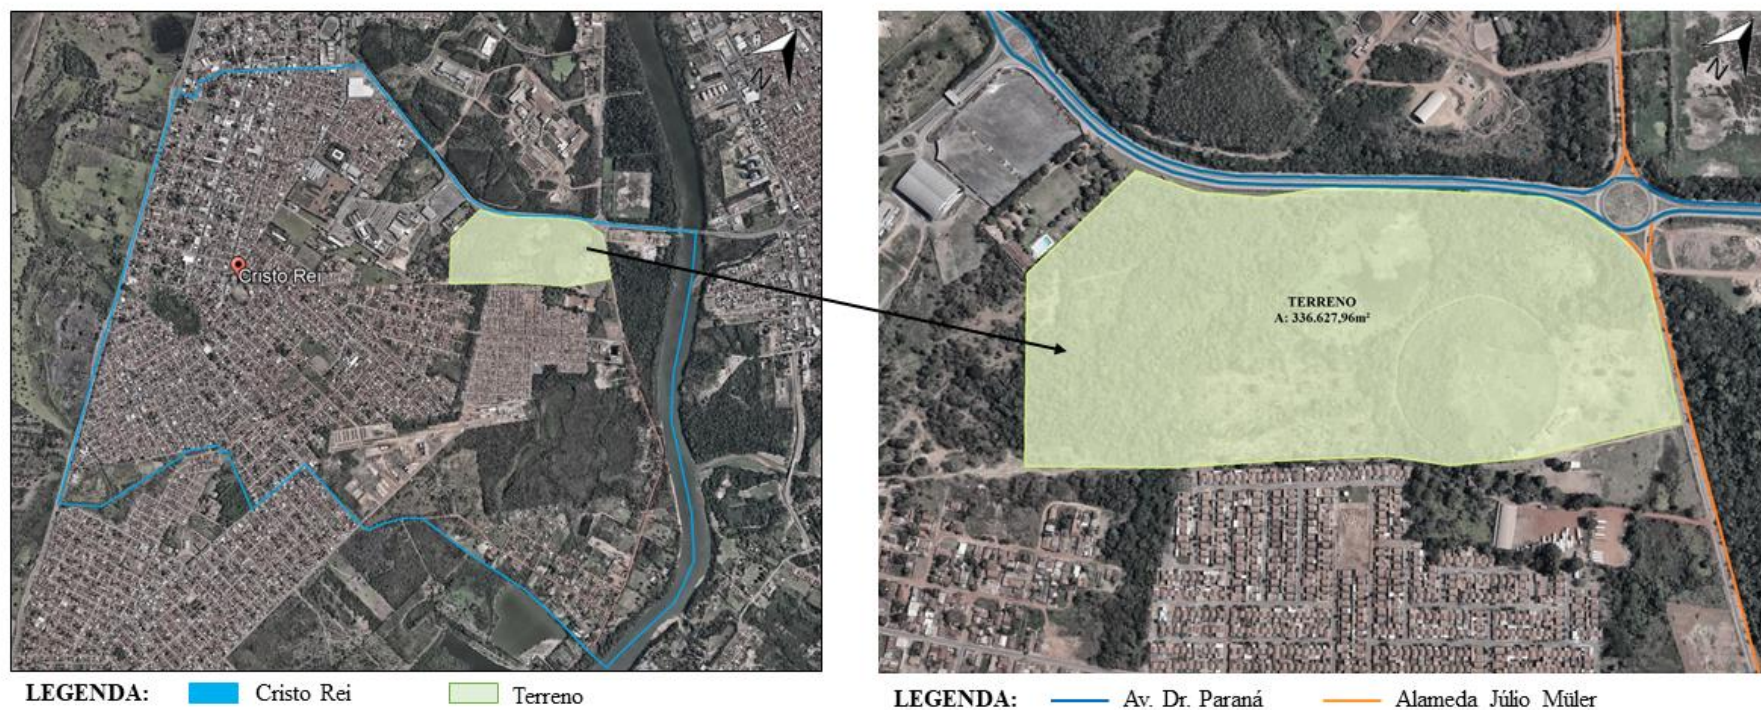 N
Cristo Rei
LEGENDA: Cristo Rei Terreno
N
TERRENO
A: 336.627,96m²
LEGENDA: Av. Dr. Paraná Alameda Júlio Müler